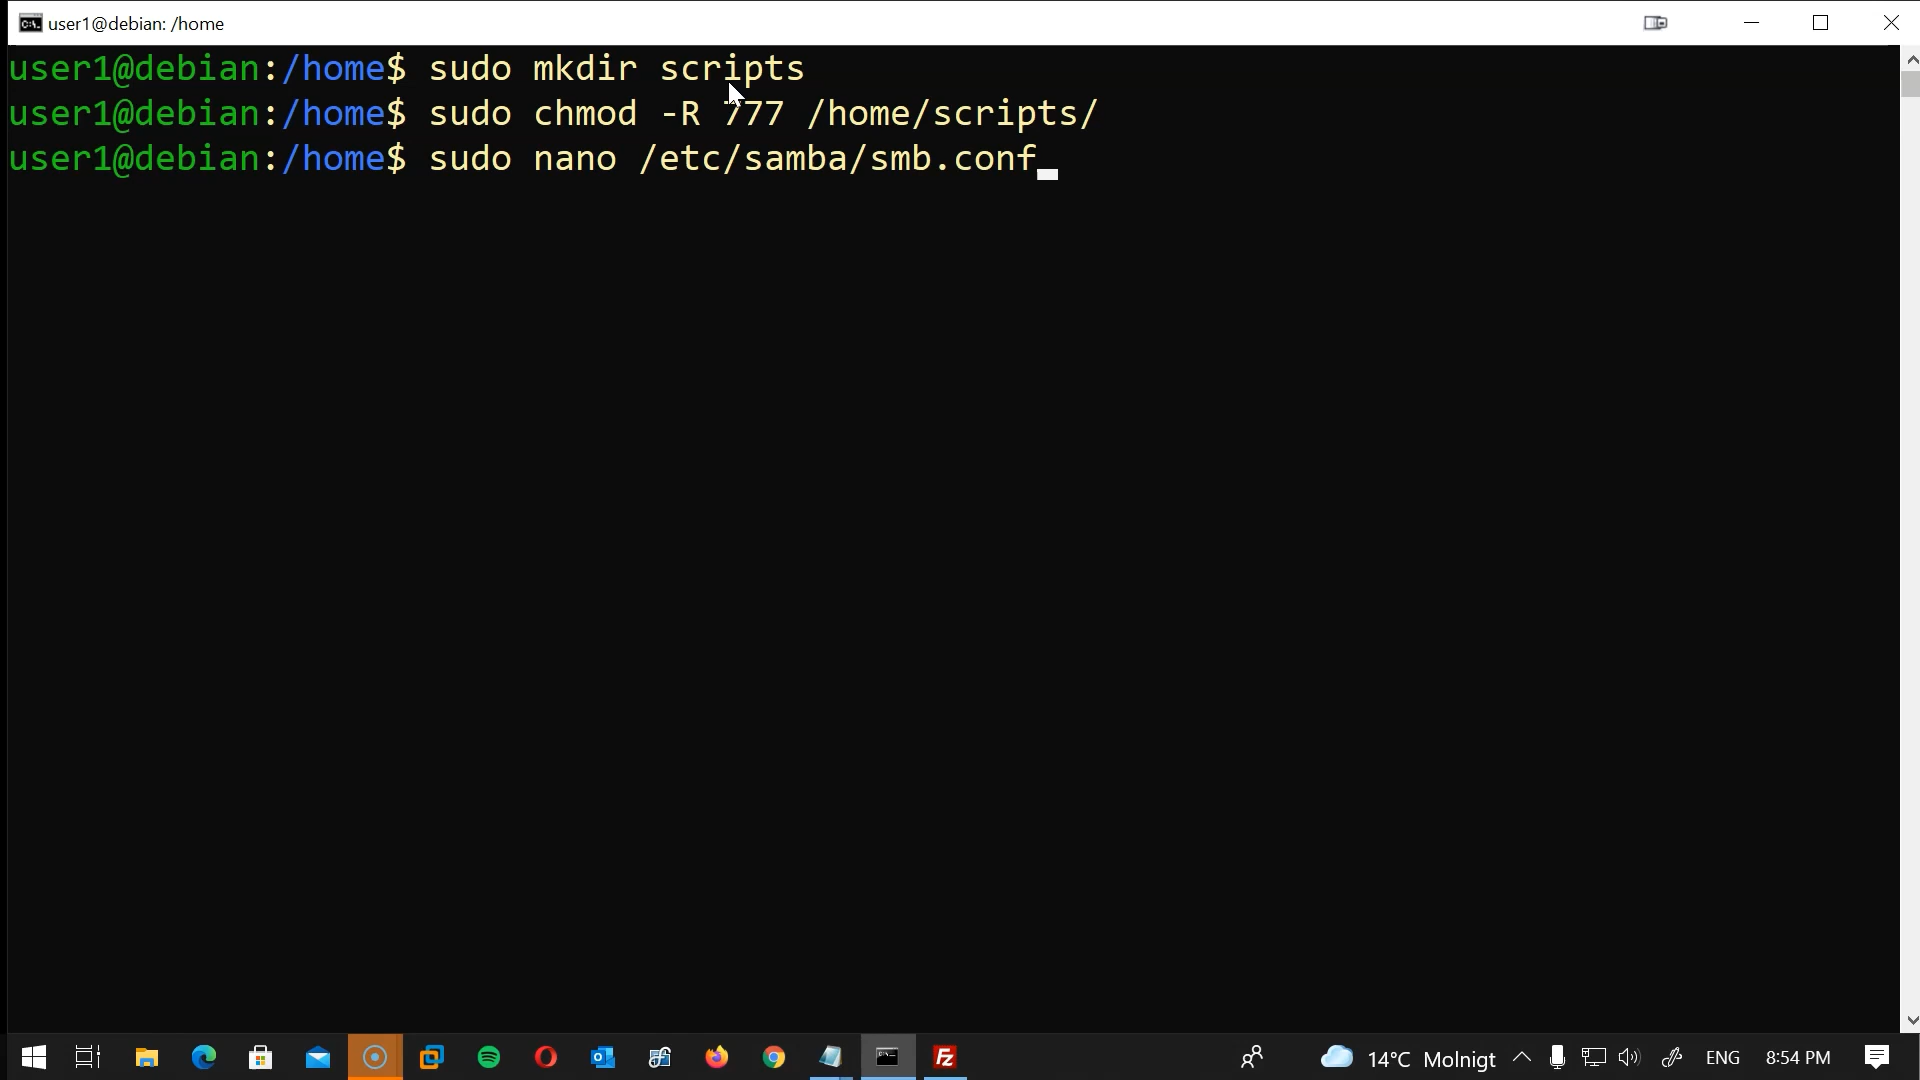 user1@debian: /home
user1@debian:/home$ sudo mkdir scripts
user1@debian:/home$ sudo chmod -R 777 /home/scripts/
user1@debian:/home$ sudo nano /etc/samba/smb.conf
14°C Molnigt ENG 8:54 PM